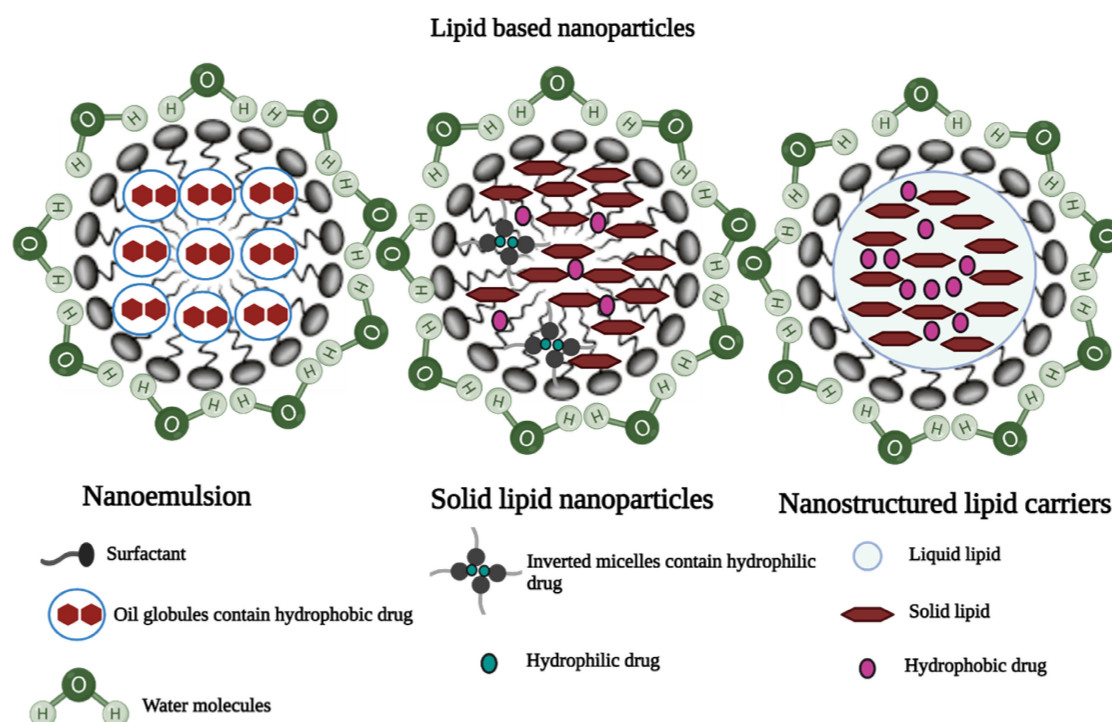 Lipid based nanoparticles
Nanoemulsion
Surfactant
Oil globules contain hydrophobic drug
O
H
H
Water molecules
Solid lipid nanoparticles
Inverted micelles contain hydrophilic
drug
Hydrophilic drug
Nanostructured lipid carriers
Liquid lipid
Solid lipid
Hydrophobic drug